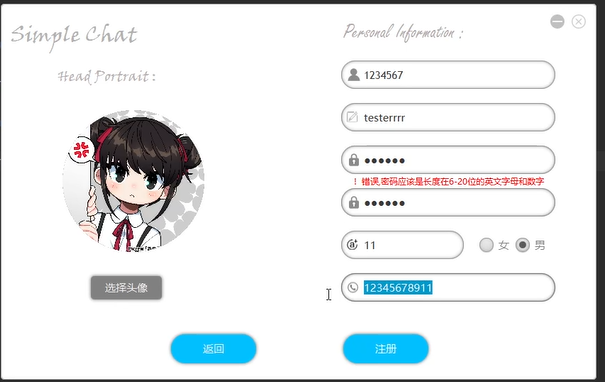 Simple Chat
Head Portrait :
选择头像
Personal Information :
1234567
testerrrr
●●●●●●
！ 错误,密码应该是长度在6-20位的英文字母和数字
●●●●●●
11
女
男
12345678911
返回
注册